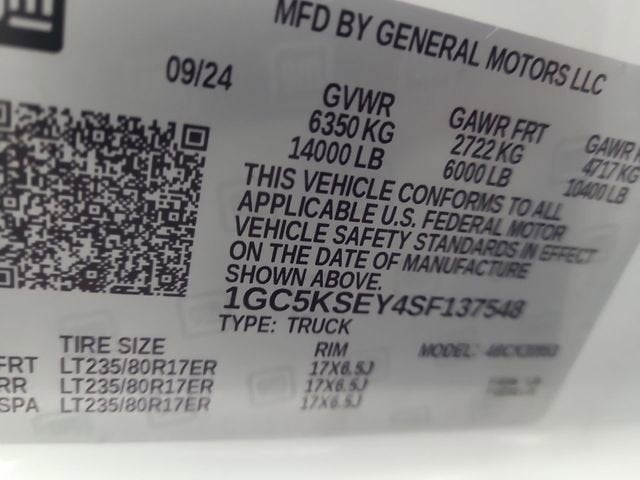 MFD BY GENERAL MOTORS LLC
09/24
GVWR GAWR FRT GAWR
6350 KG 2722 KG 4717 KG
14000 LB 6000 LB 10400 LB
THIS VEHICLE CONFORMS TO ALL
APPLICABLE U.S. FEDERAL MOTOR
VEHICLE SAFETY STANDARDS IN EFFECT
ON THE DATE OF MANUFACTURE
SHOWN ABOVE.
1GC5KSEY4SF137548
TYPE: TRUCK
TIRE SIZE RIM MODEL:
FRT LT235/80R17ER 17X6.5J
RR LT235/80R17ER 17X6.5J
SPA LT235/80R17ER 17X6.5J